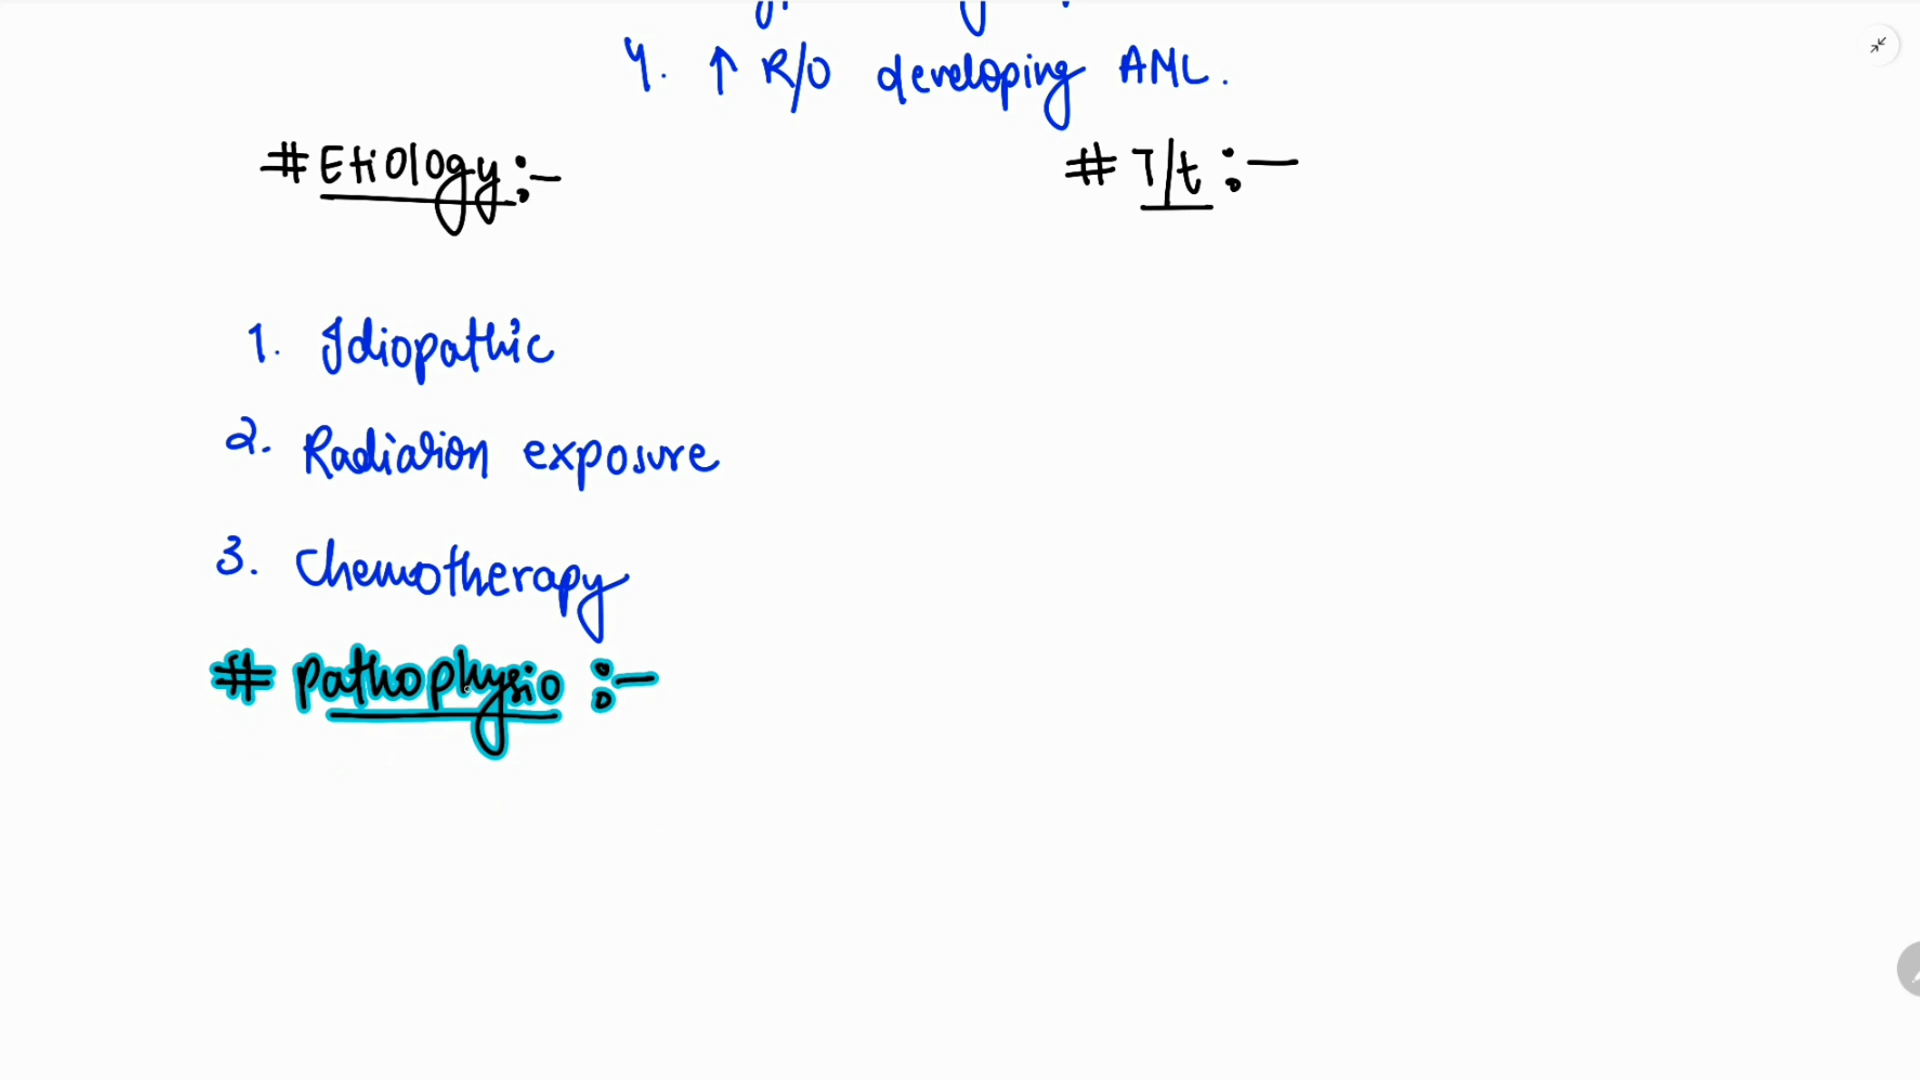 4. ↑ R/O developing AML.
# Etiology :-
# T/t :-
1. Idiopathic
2. Radiation exposure
3. Chemotherapy
# Pathophysio :-